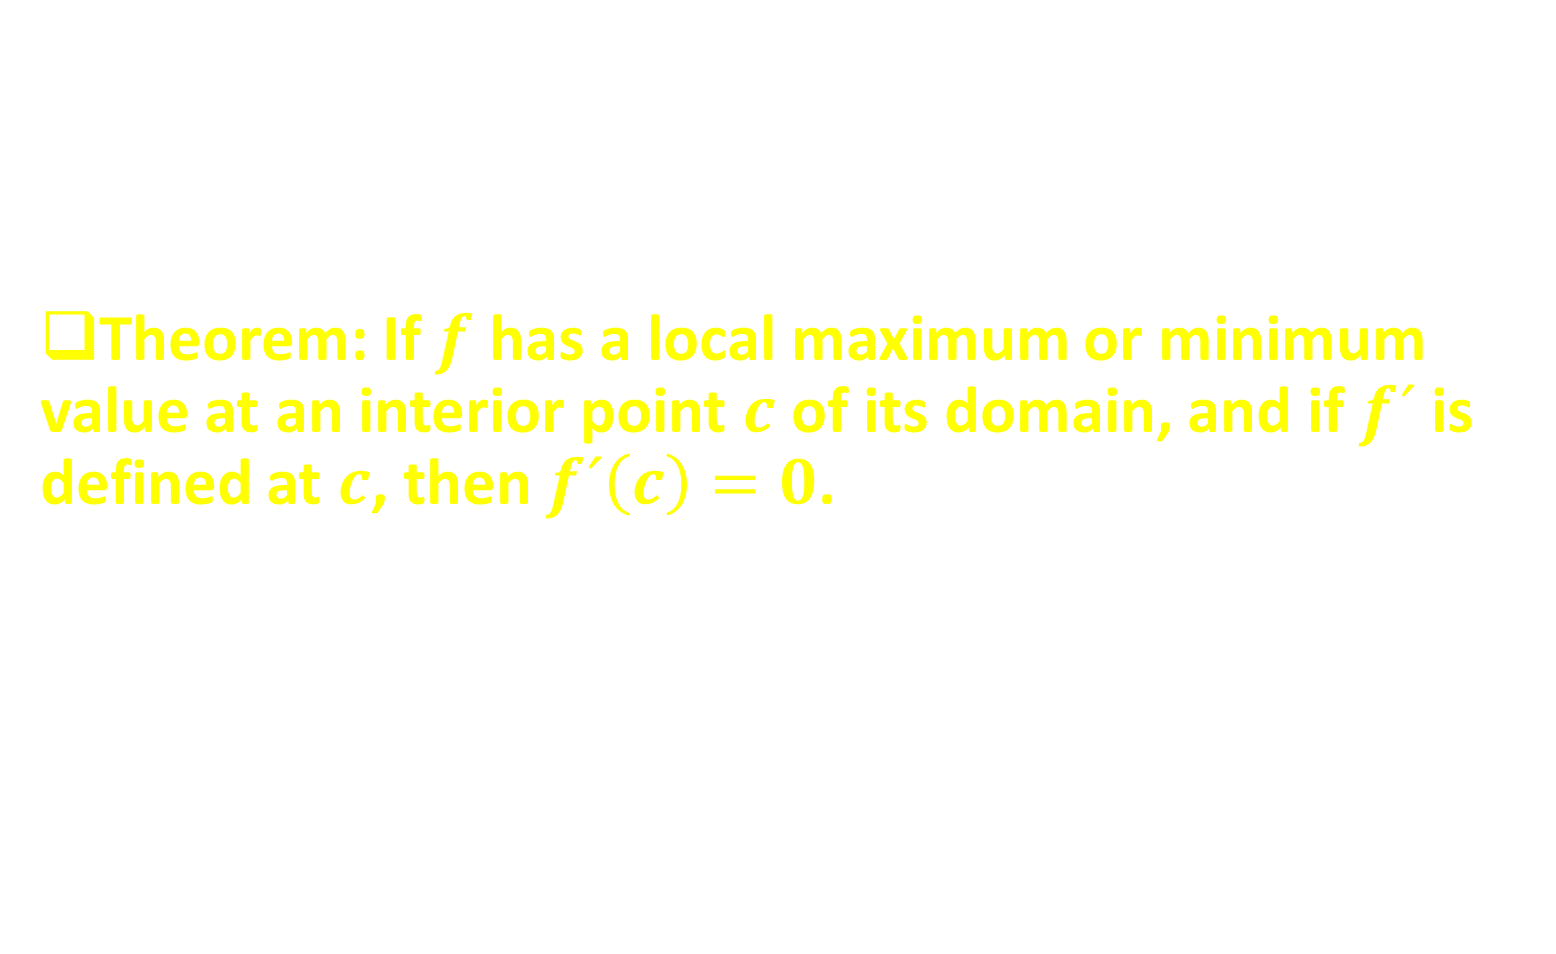 ❑Theorem: If 𝒇 has a local maximum or minimum
value at an interior point 𝒄 of its domain, and if 𝒇´ is
defined at 𝒄, then 𝒇´(𝒄) = 𝟎.